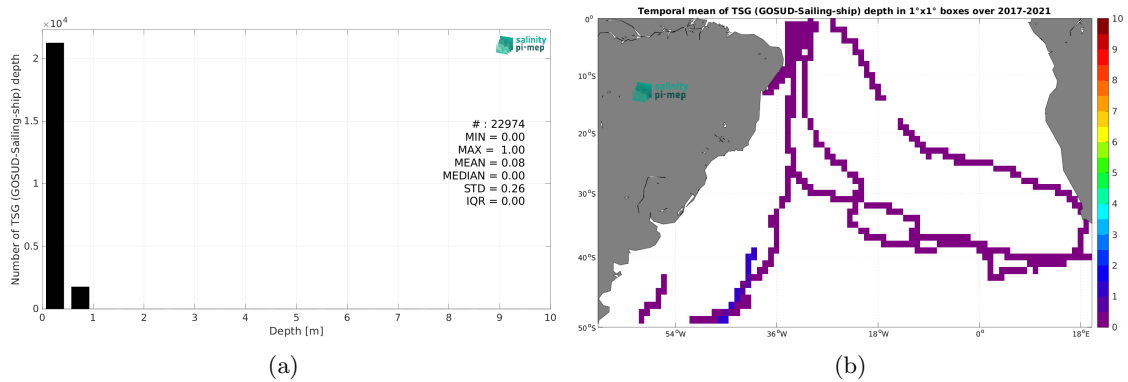 ×10⁴
2
1.5
1
0.5
0
Number of TSG (GOSUD-Sailing-ship) depth
salinity
pi-mep
# : 22974
MIN = 0.00
MAX = 1.00
MEAN = 0.08
MEDIAN = 0.00
STD = 0.26
IQR = 0.00
0 1 2 3 4 5 6 7 8 9 10
Depth [m]
(a)
Temporal mean of TSG (GOSUD-Sailing-ship) depth in 1°x1° boxes over 2017-2021
0°
10°S
20°S
30°S
40°S
50°S
salinity
pi-mep
54°W 36°W 18°W 0° 18°E
10
9
8
7
6
5
4
3
2
1
0
(b)